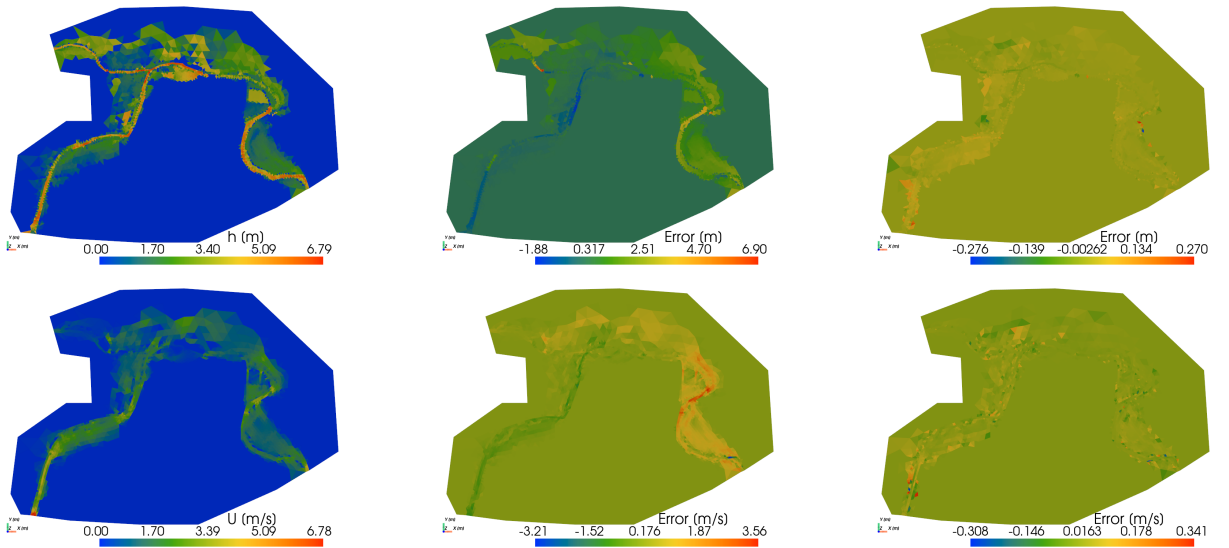 h (m)
0.00 1.70 3.40 5.09 6.79
Error (m)
-1.88 0.317 2.51 4.70 6.90
Error (m)
-0.276 -0.139 -0.00262 0.134 0.270
U (m/s)
0.00 1.70 3.39 5.09 6.78
Error (m/s)
-3.21 -1.52 0.176 1.87 3.56
Error (m/s)
-0.308 -0.146 0.0163 0.178 0.341